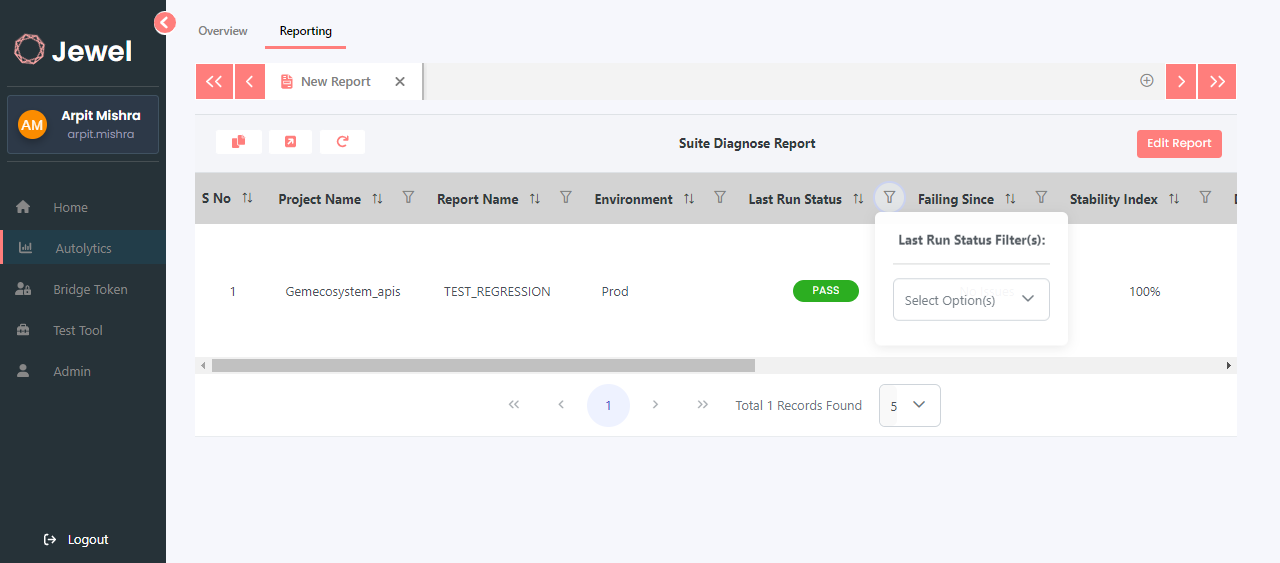 Jewel
AM
Arpit Mishra
arpit.mishra
Home
Autolytics
Bridge Token
Test Tool
Admin
Logout
Overview
Reporting
New Report
Suite Diagnose Report
Edit Report
S No
Project Name
Report Name
Environment
Last Run Status
Failing Since
Stability Index
Last Run Status Filter(s):
Select Option(s)
1
Gemecosystem_apis
TEST_REGRESSION
Prod
PASS
100%
1
Total 1 Records Found
5